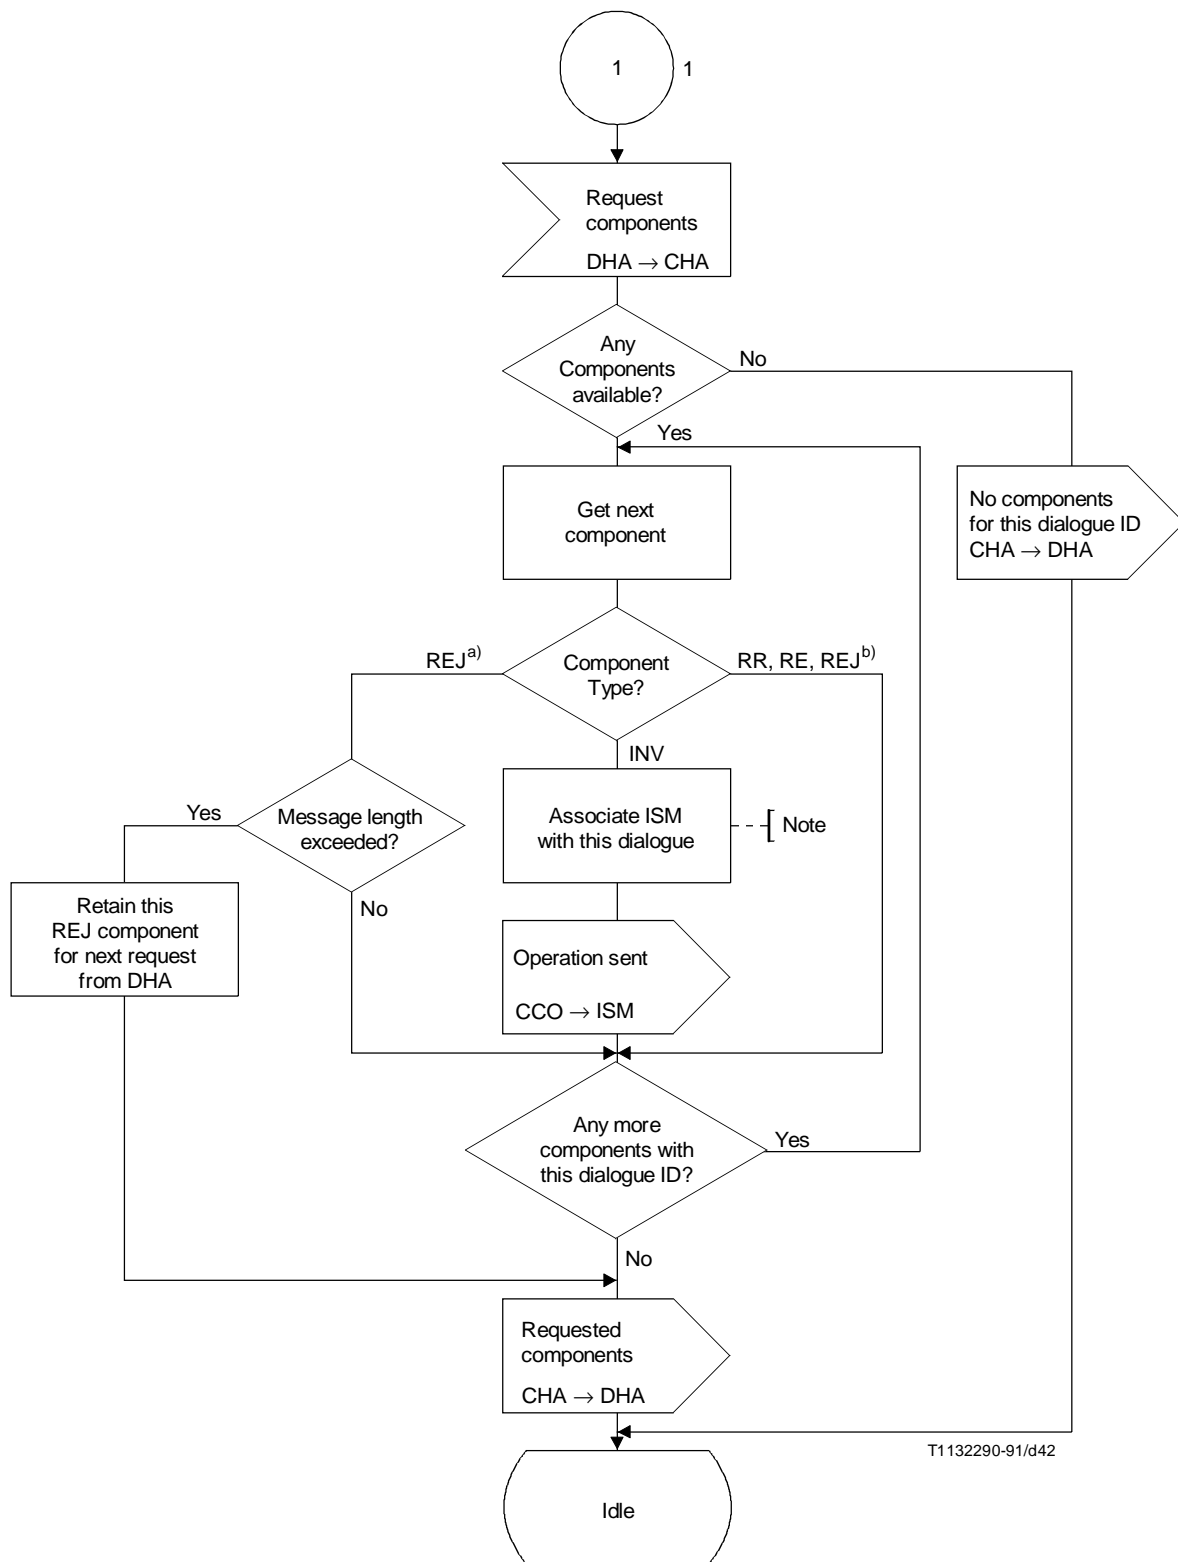 1
1
Request
components
DHA → CHA
Any
Components
available?
No
Yes
Get next
component
No components
for this dialogue ID
CHA → DHA
REJa)
Component
Type?
RR, RE, REJb)
INV
Yes
Message length
exceeded?
Associate ISM
with this dialogue
Note
Retain this
REJ component
for next request
from DHA
No
Operation sent
CCO → ISM
Any more
components with
this dialogue ID?
Yes
No
Requested
components
CHA → DHA
T1132290-91/d42
Idle